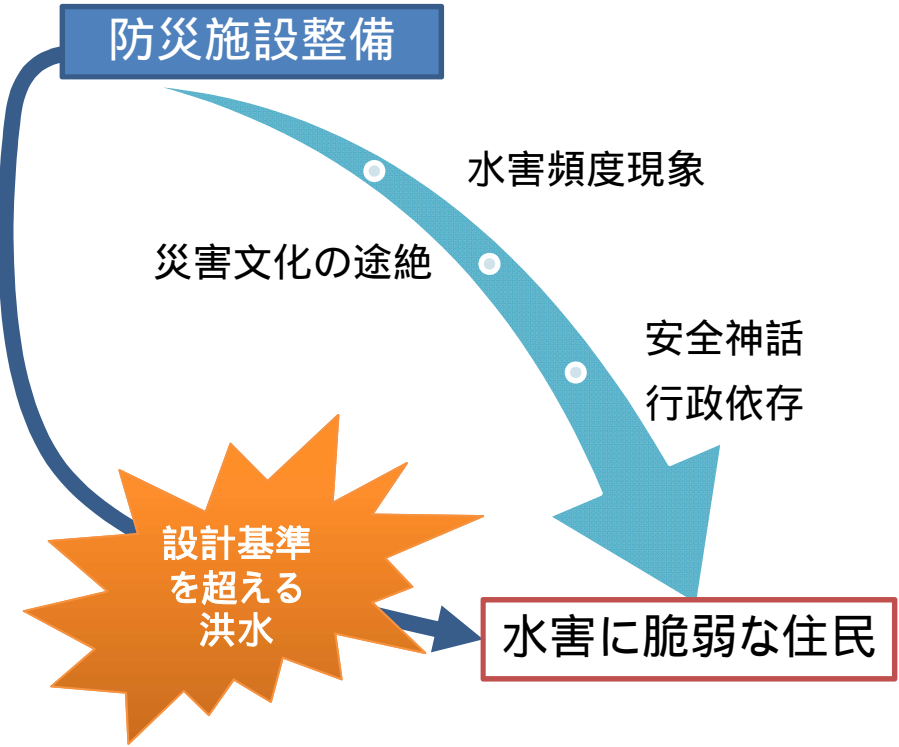 防災施設整備
水害頻度現象
災害文化の途絶
安全神話
行政依存
設計基準
を超える
洪水
水害に脆弱な住民